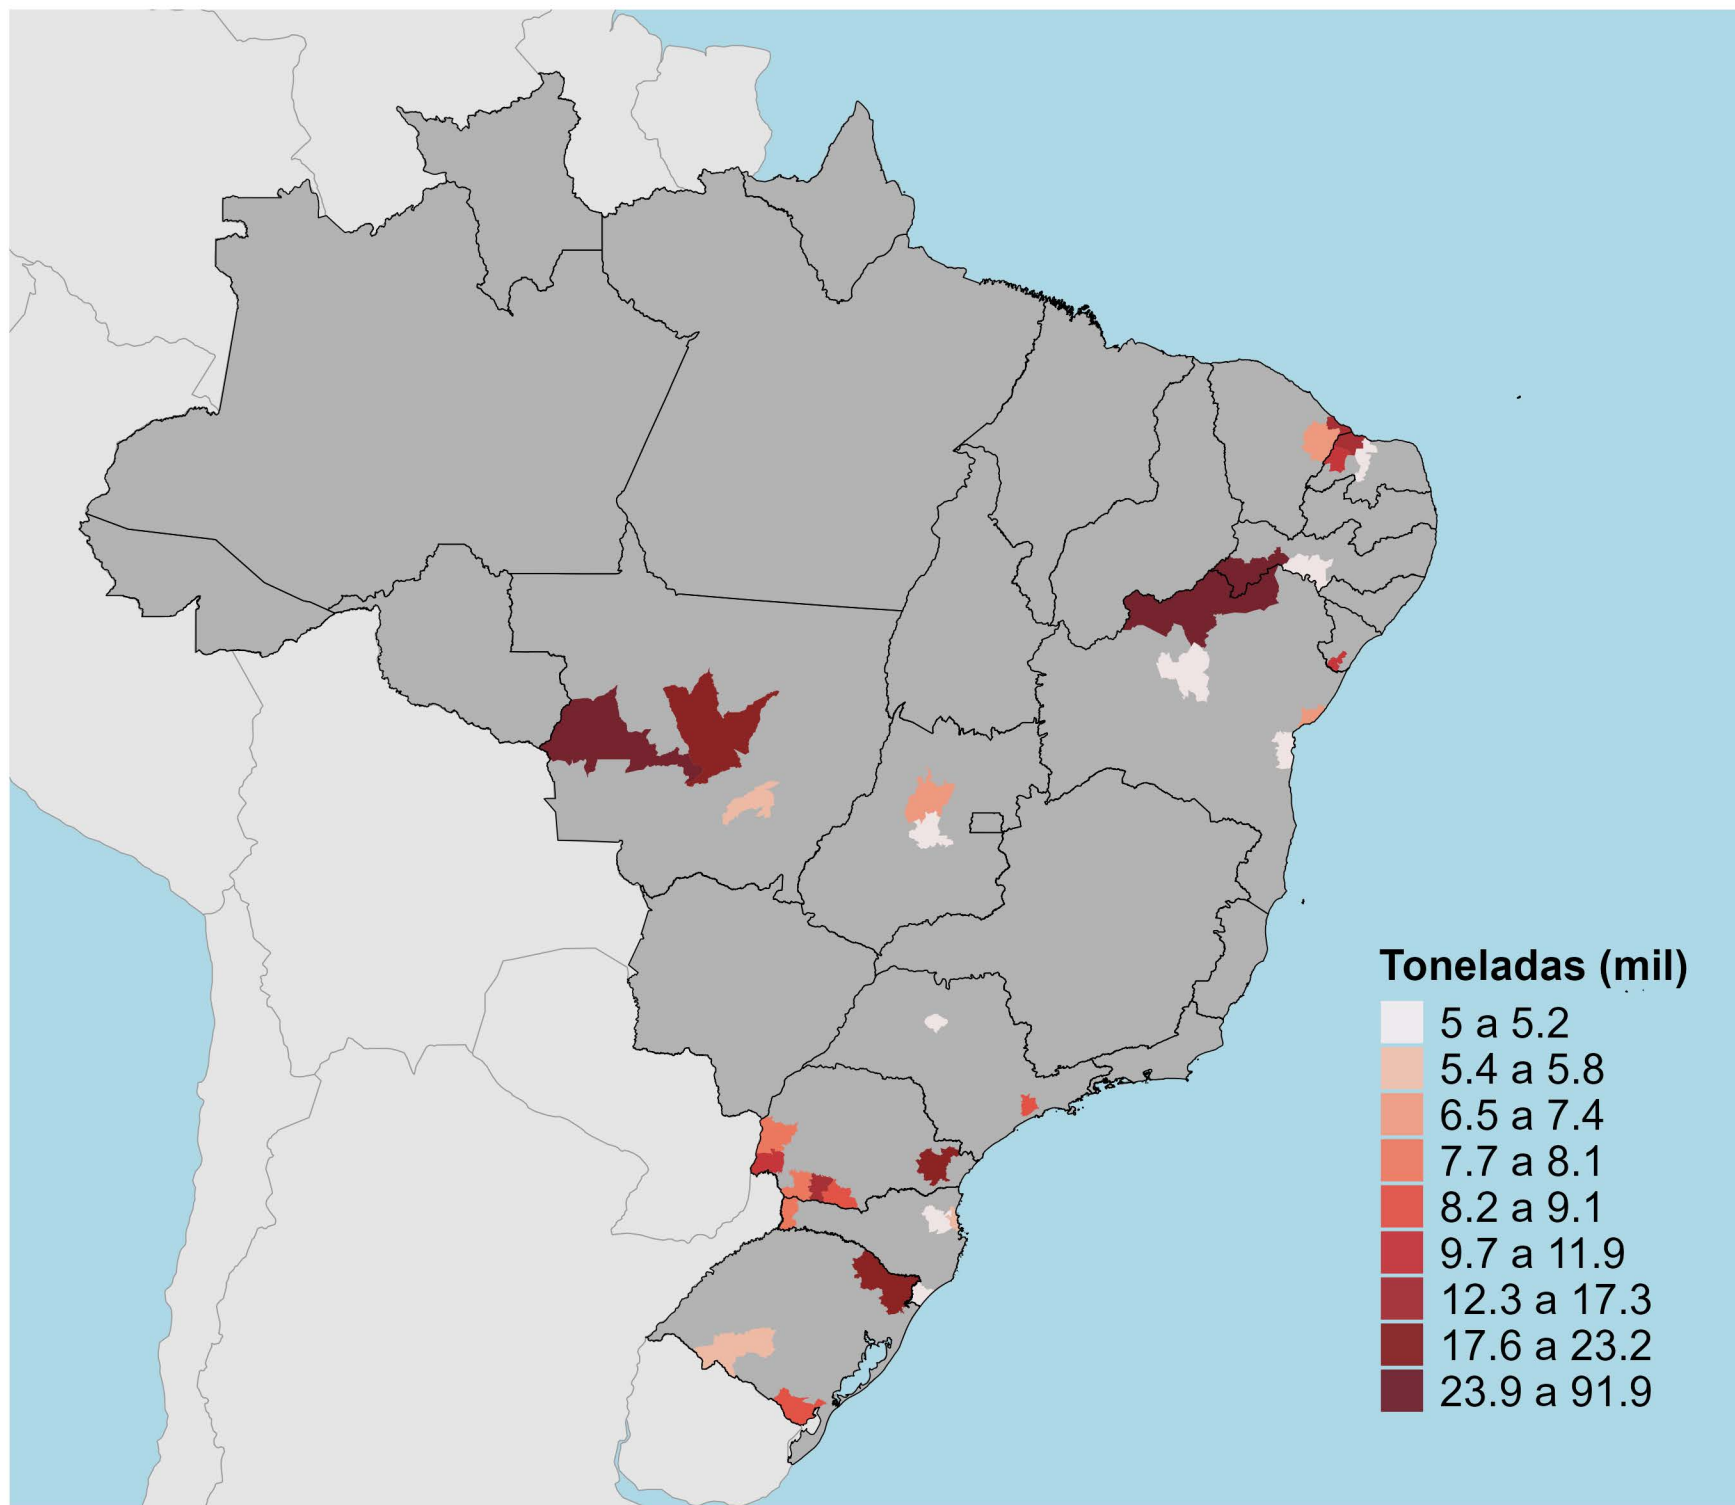 Toneladas (mil)
5 a 5.2
5.4 a 5.8
6.5 a 7.4
7.7 a 8.1
8.2 a 9.1
9.7 a 11.9
12.3 a 17.3
17.6 a 23.2
23.9 a 91.9